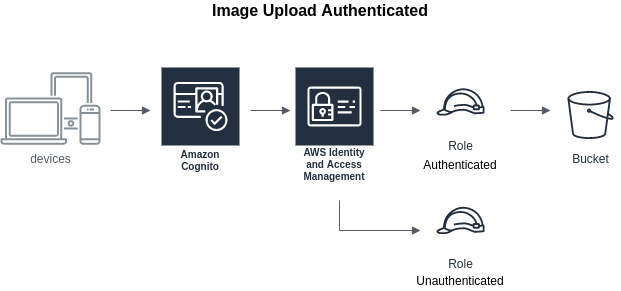 Image Upload Authenticated
devices
Amazon
Cognito
AWS Identity
and Access
Management
Role
Authenticated
Bucket
Role
Unauthenticated